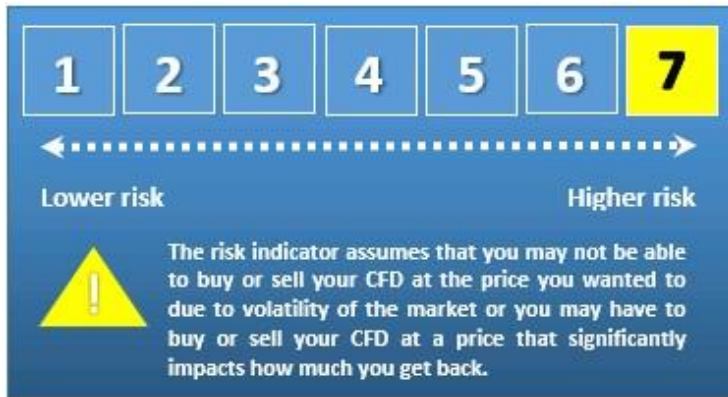 1 2 3 4 5 6 7
Lower risk Higher risk
!
The risk indicator assumes that you may not be able
to buy or sell your CFD at the price you wanted to
due to volatility of the market or you may have to
buy or sell your CFD at a price that significantly
impacts how much you get back.